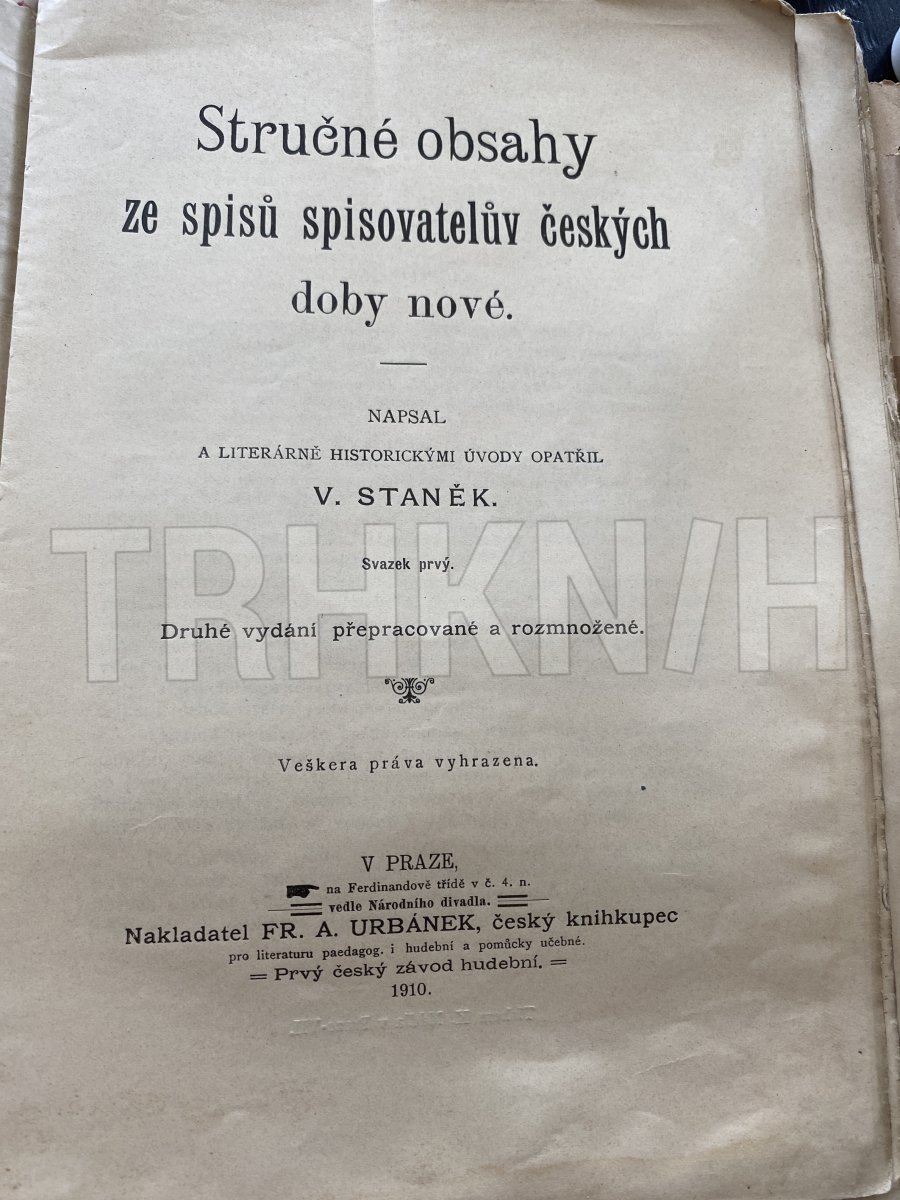 Stručné obsahy
ze spisů spisovatelův českých
doby nové.
NAPSAL
A LITERÁRNĚ HISTORICKÝMI ÚVODY OPATŘIL
V. STANĚK.
TRHKN/H
Svazek prvý.
Druhé vydání přepracované a rozmnožené.
Veškera práva vyhrazena.
V PRAZE,
na Ferdinandově třídě v č. 4. n.
vedle Národního divadla.
Nakladatel FR. A. URBÁNEK, český knihkupec
pro literaturu paedagog. i hudební a pomůcky učebné.
Prvý český závod hudební.
1910.